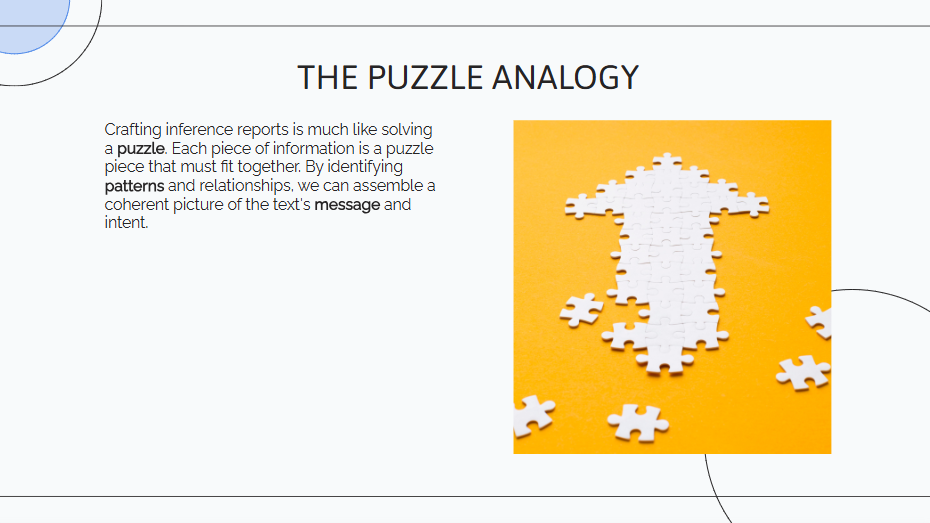 THE PUZZLE ANALOGY
Crafting inference reports is much like solving
a puzzle. Each piece of information is a puzzle
piece that must fit together. By identifying
patterns and relationships, we can assemble a
coherent picture of the text's message and
intent.